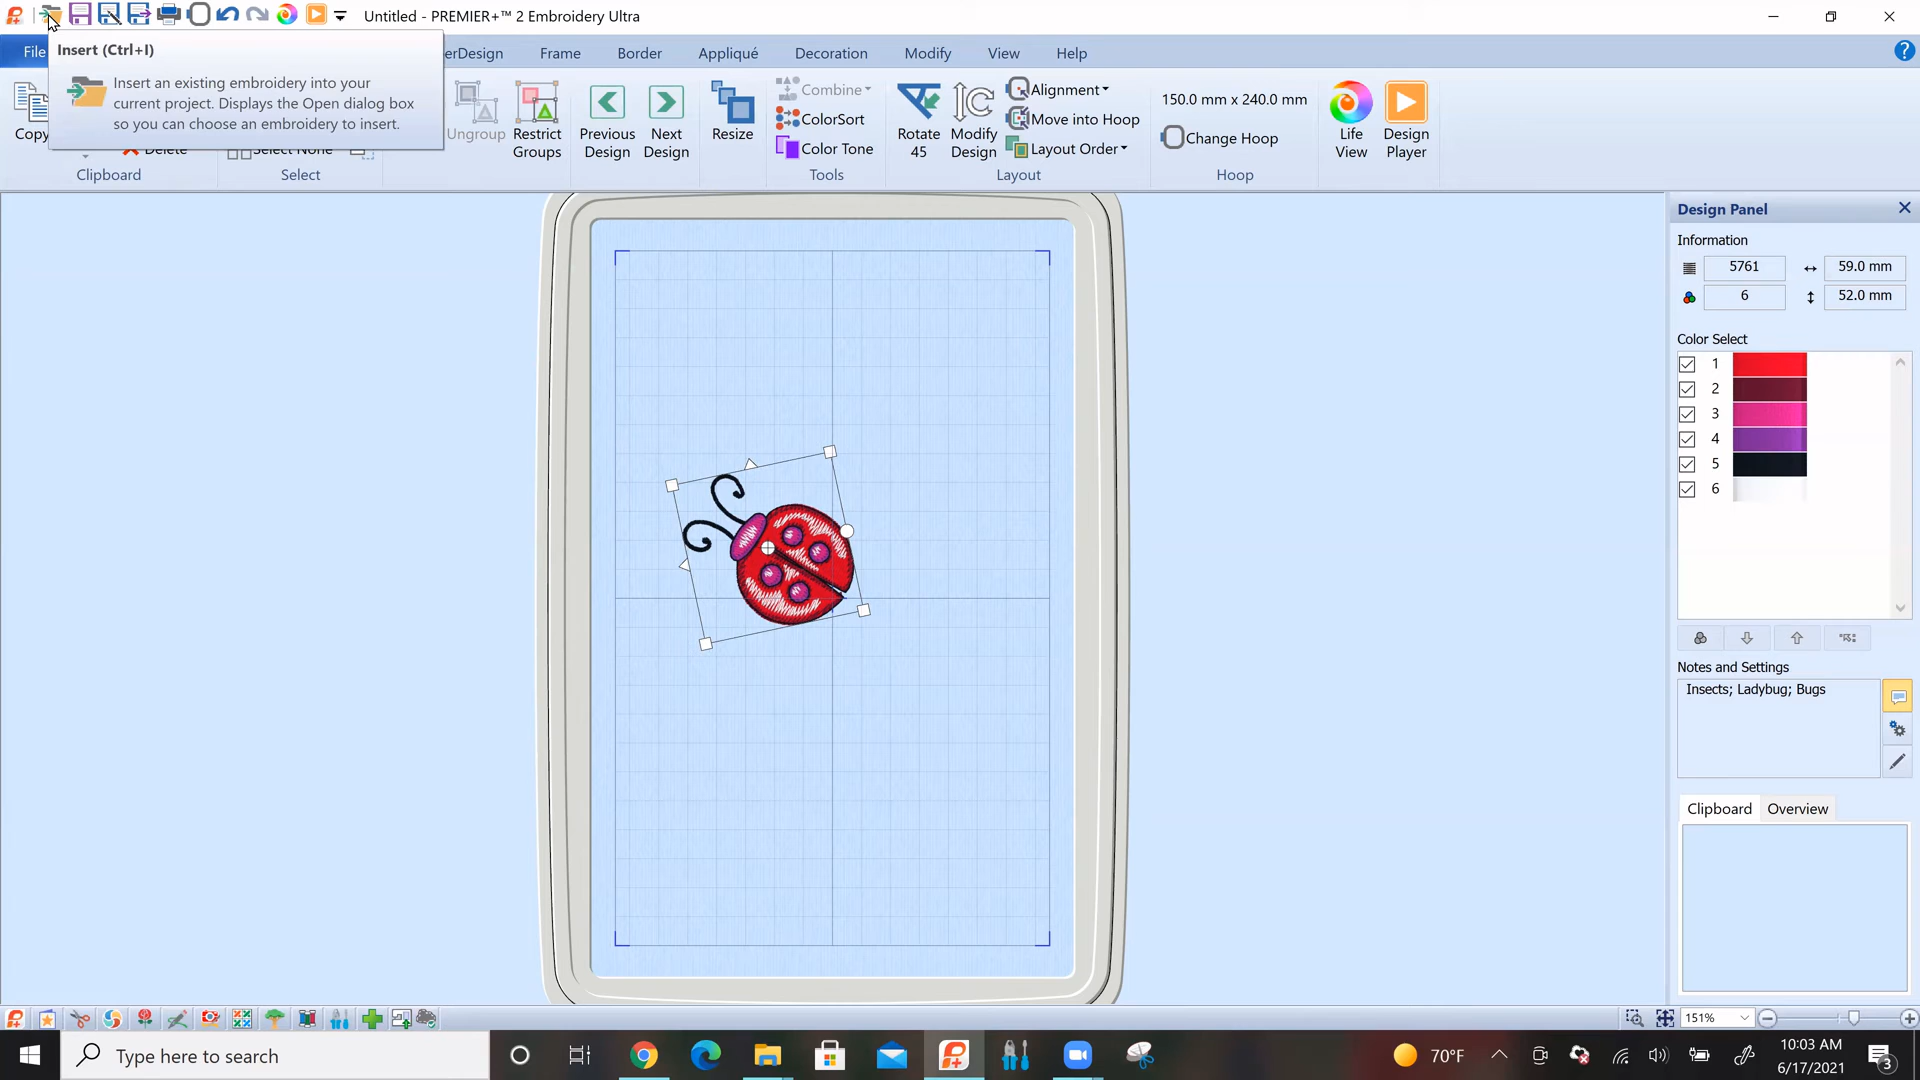 Untitled - PREMIER+™ 2 Embroidery Ultra
File
Insert (Ctrl+I)
Insert an existing embroidery into your
current project. Displays the Open dialog box
so you can choose an embroidery to insert.
Frame
Border
Appliqué
Decoration
Modify
View
Help
Copy
Delete
Clipboard
Select None
Select
Ungroup
Restrict
Groups
Previous
Design
Next
Design
Resize
Combine
ColorSort
Color Tone
Tools
Rotate
45
Modify
Design
Alignment
Move into Hoop
Layout Order
Layout
150.0 mm x 240.0 mm
Change Hoop
Hoop
Life
View
Design
Player
Design Panel
Information
5761
59.0 mm
6
52.0 mm
Color Select
1
2
3
4
5
6
Notes and Settings
Insects; Ladybug; Bugs
Clipboard
Overview
151%
Type here to search
70°F
10:03 AM
6/17/2021
3